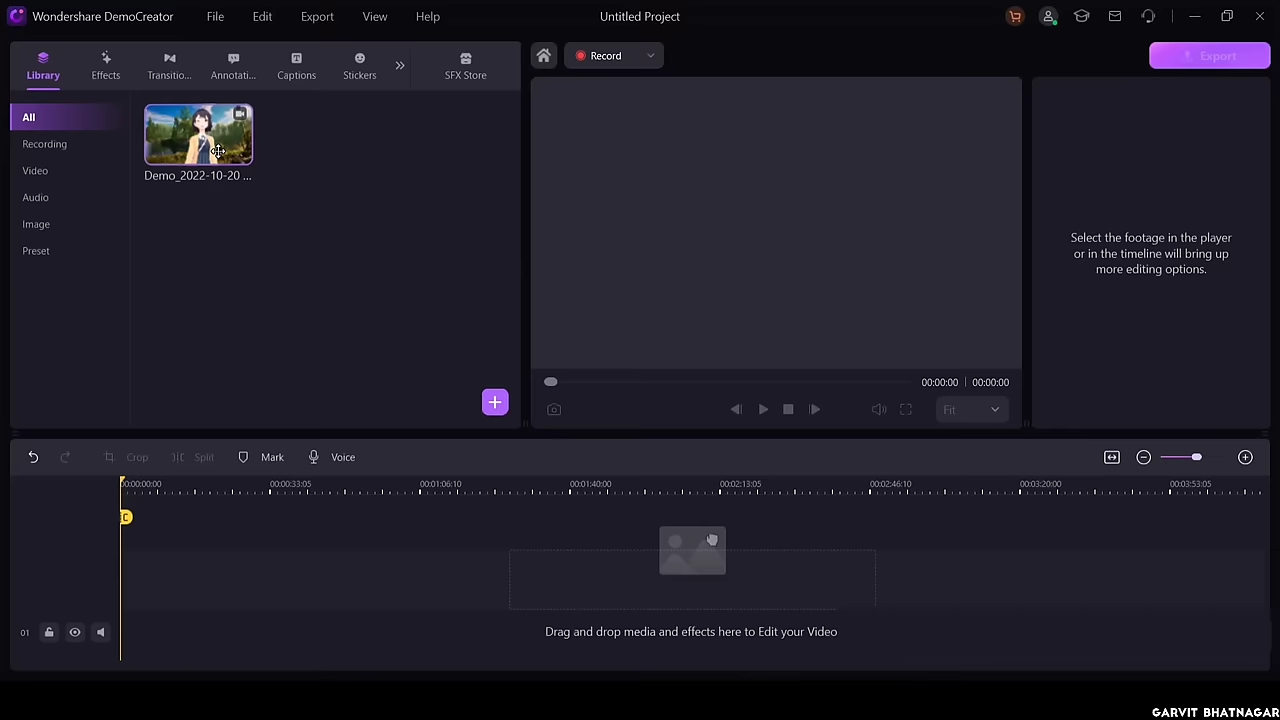 Wondershare DemoCreator File Edit Export View Help Untitled Project
Library Effects Transitio... Annotati... Captions Stickers SFX Store
Record
Export
All
Recording
Video
Audio
Image
Preset
Demo_2022-10-20 ...
Select the footage in the player
or in the timeline will bring up
more editing options.
00:00:00 | 00:00:00
Fit
Crop Split Mark Voice
00:00:00:00 00:00:33:05 00:01:06:10 00:01:40:00 00:02:13:05 00:02:46:10 00:03:20:00 00:03:53:05
01
Drag and drop media and effects here to Edit your Video
GARVIT BHATNAGAR